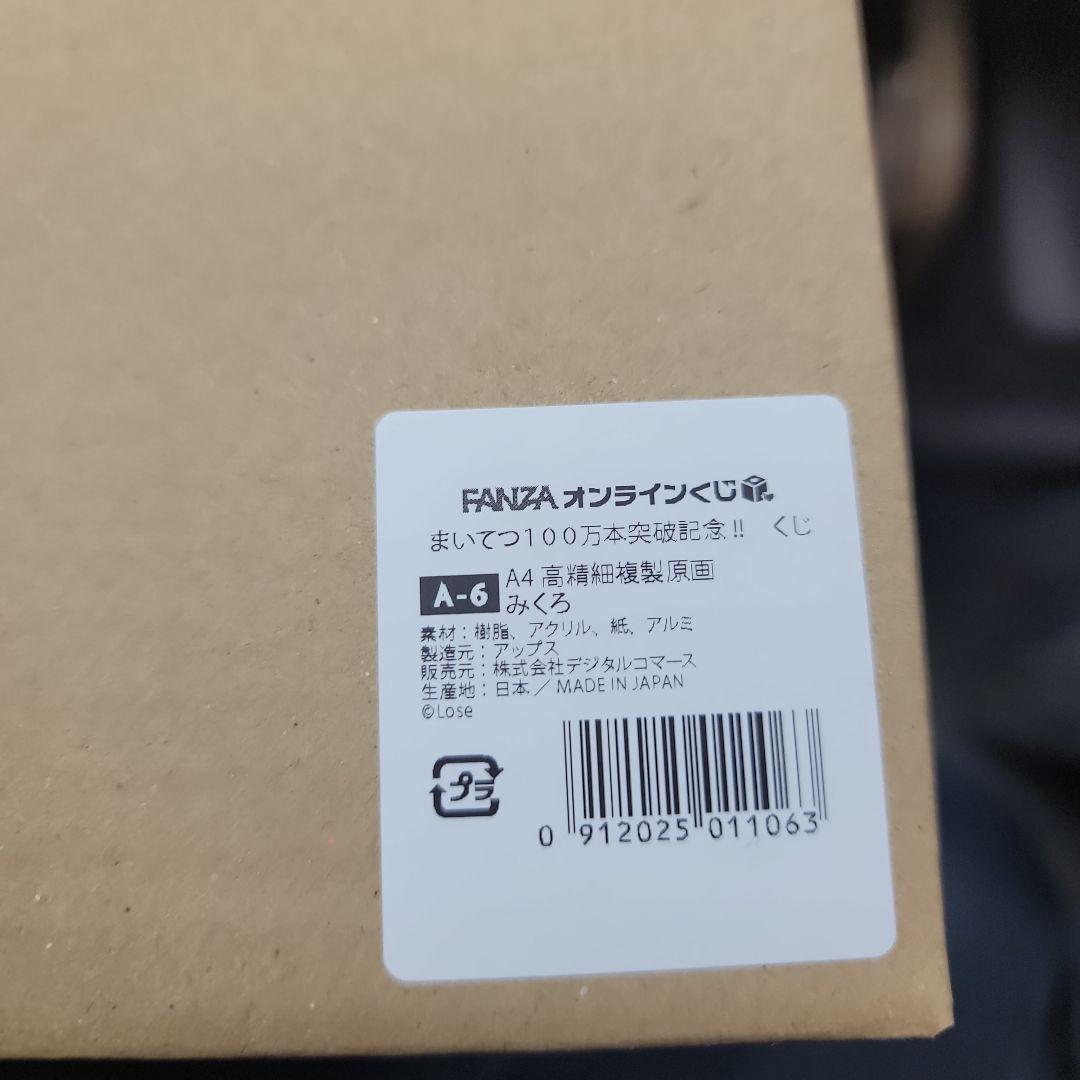 FANZA オンラインくじ
まいてつ100万本突破記念!! くじ
A-6 A4 高精細複製原画
みくろ
素材：樹脂、アクリル、紙、アルミ
製造元：アップス
販売元：株式会社デジタルコマース
生産地：日本／MADE IN JAPAN
©Lose
プラ
0 912025 011063